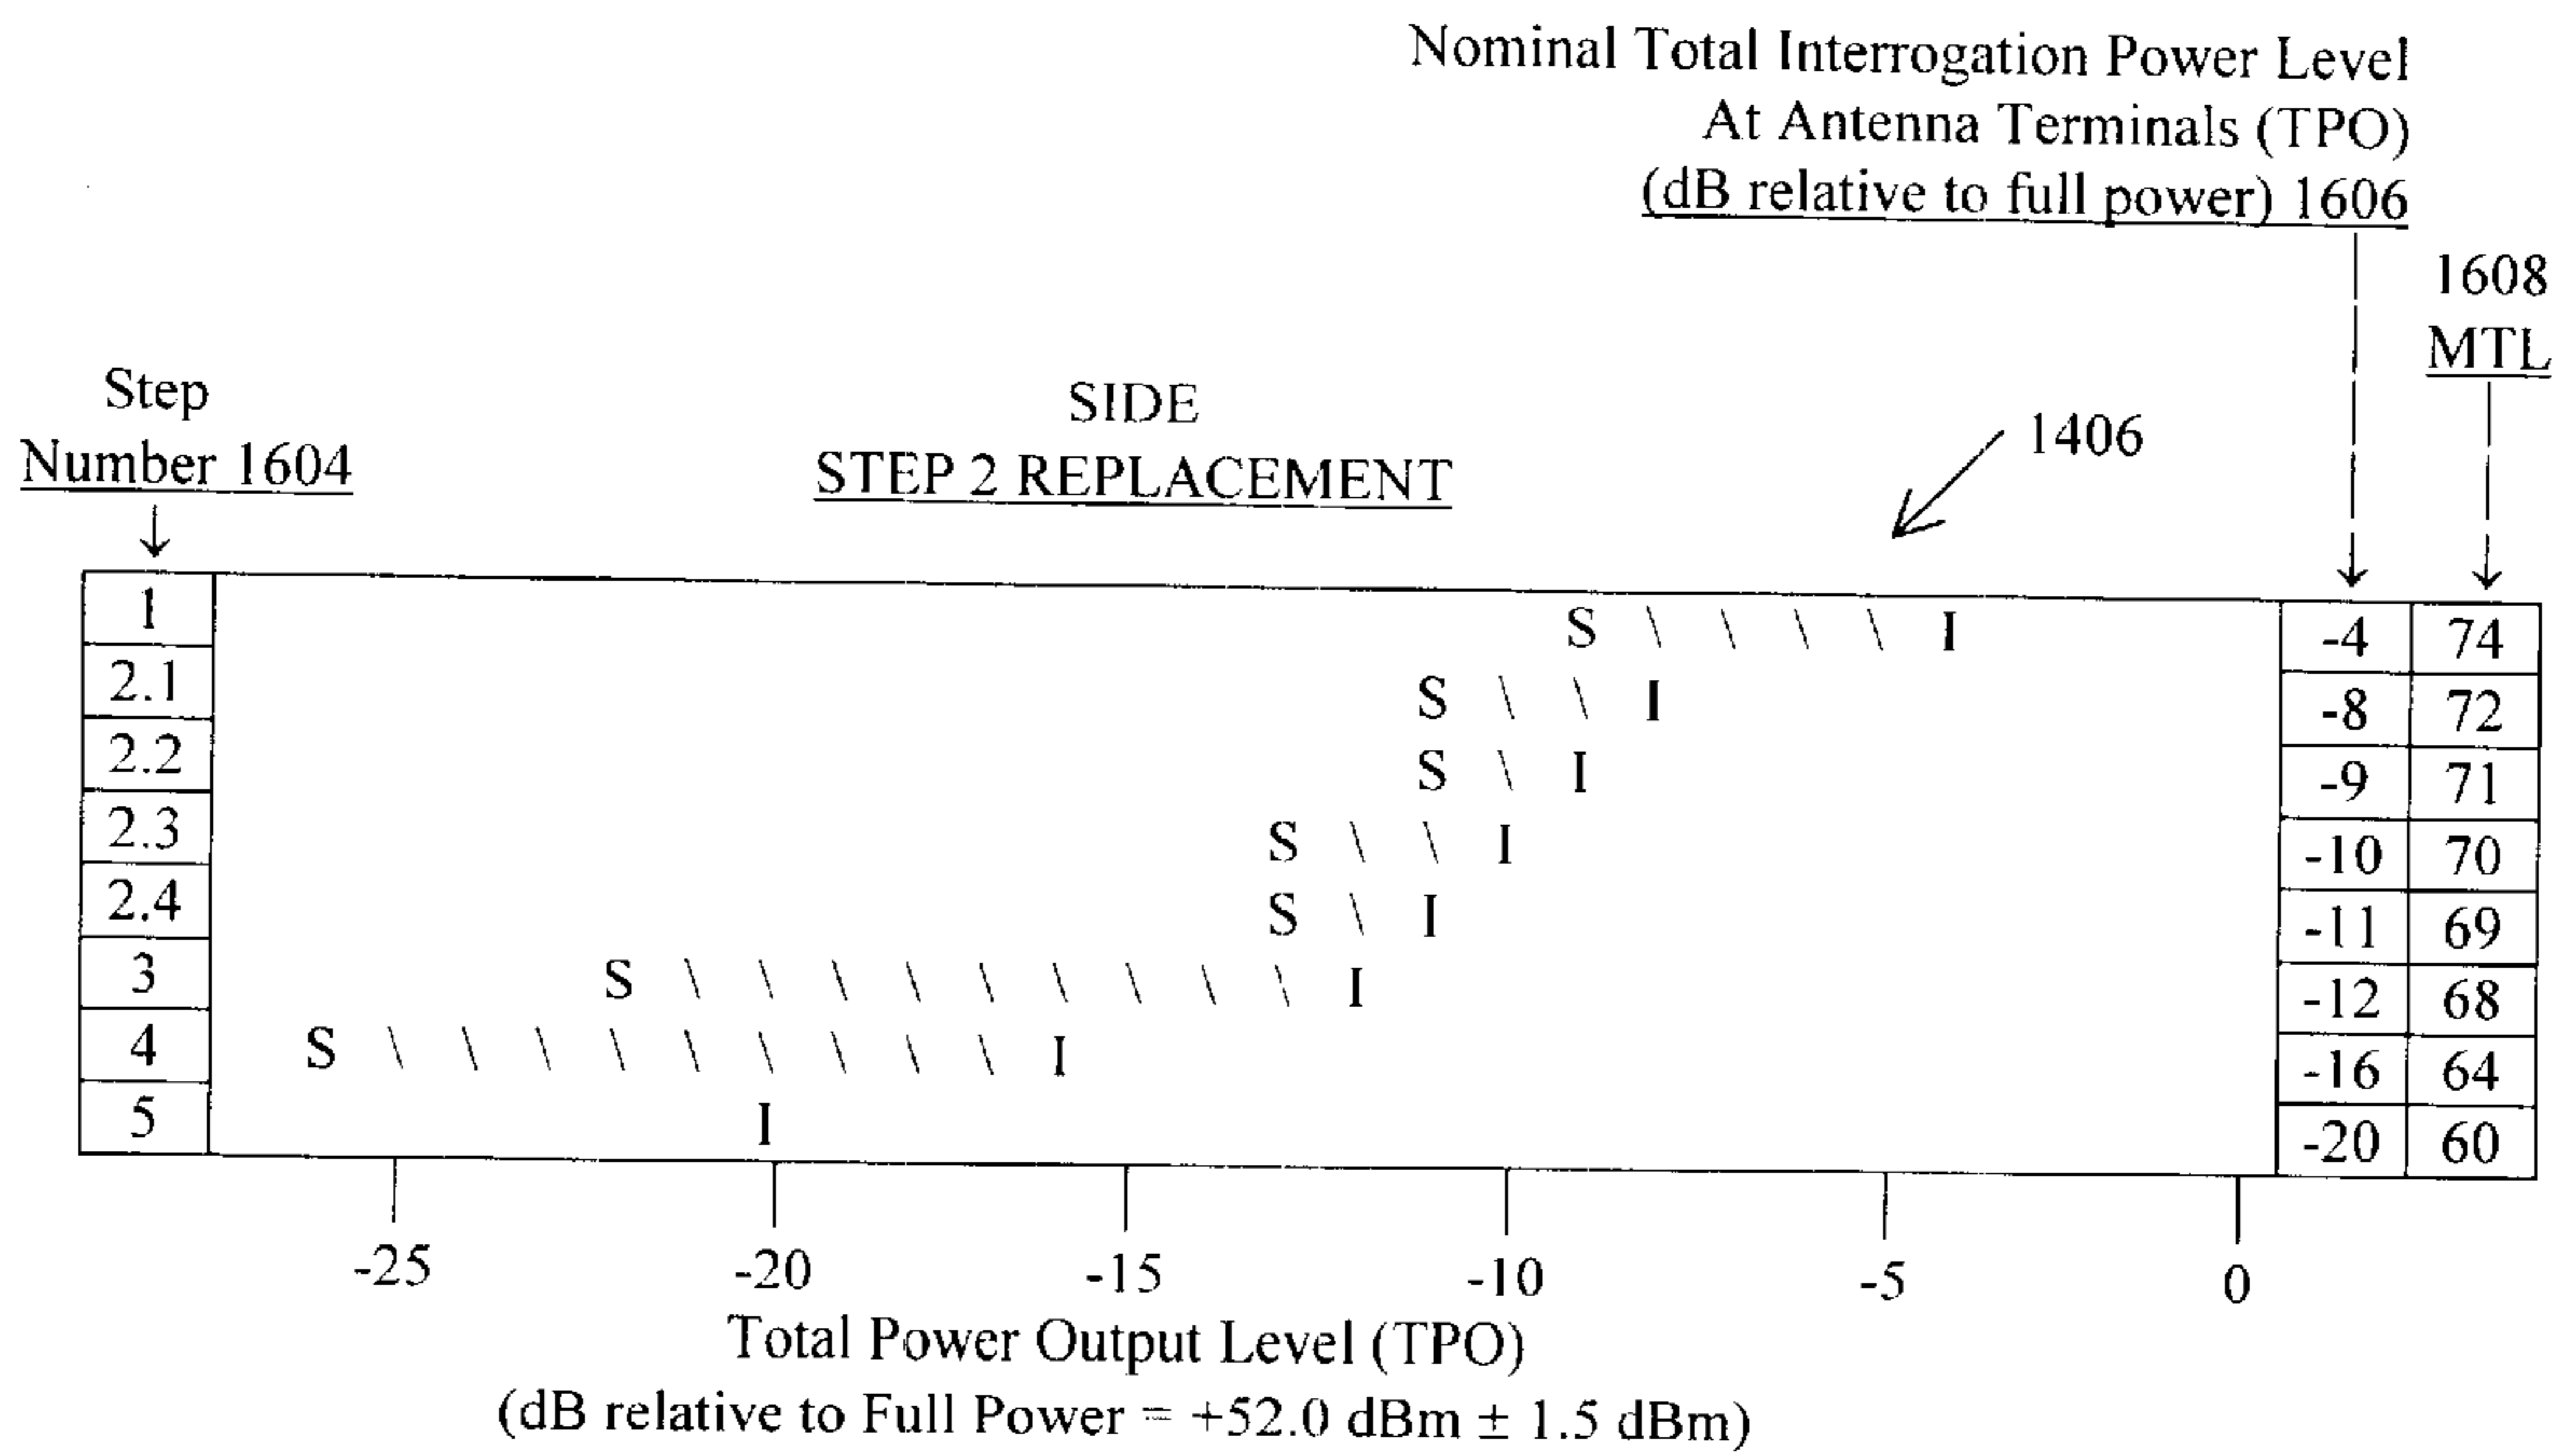 Nominal Total Interrogation Power Level
At Antenna Terminals (TPO)
(dB relative to full power) 1606
1608
MTL
Step
Number 1604
SIDE
STEP 2 REPLACEMENT
1406
1 S \ \ \ \ I -4 74
2.1 S \ \ I -8 72
2.2 S \ I -9 71
2.3 S \ \ I -10 70
2.4 S \ I -11 69
3 S \ \ \ \ \ \ \ \ \ I -12 68
4 S \ \ \ \ \ \ \ \ \ I -16 64
5 I -20 60
-25 -20 -15 -10 -5 0
Total Power Output Level (TPO)
(dB relative to Full Power = +52.0 dBm ± 1.5 dBm)